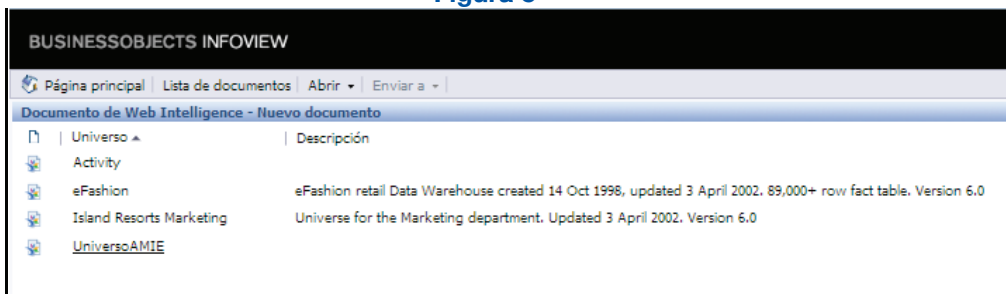 BUSINESSOBJECTS INFOVIEW
Página principal | Lista de documentos | Abrir | Enviar a
Documento de Web Intelligence - Nuevo documento
Universo | Descripción
Activity
eFashion eFashion retail Data Warehouse created 14 Oct 1998, updated 3 April 2002. 89,000+ row fact table. Version 6.0
Island Resorts Marketing Universe for the Marketing department. Updated 3 April 2002. Version 6.0
UniversoAMIE